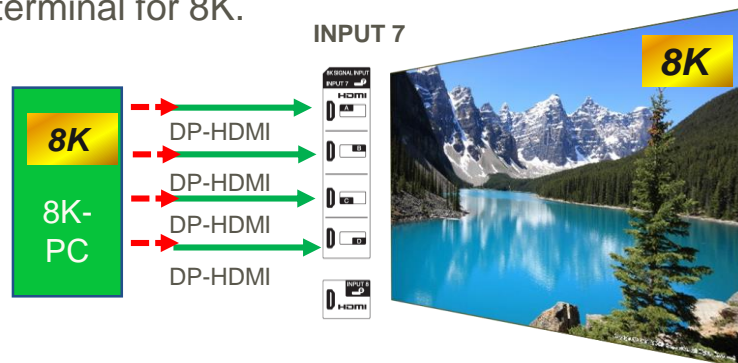 terminal for 8K.
INPUT 7
8K SIGNAL INPUT
INPUT 7
HDMI
A
B
C
D
INPUT 8
HDMI
8K
8K-
PC
DP-HDMI
DP-HDMI
DP-HDMI
DP-HDMI
8K